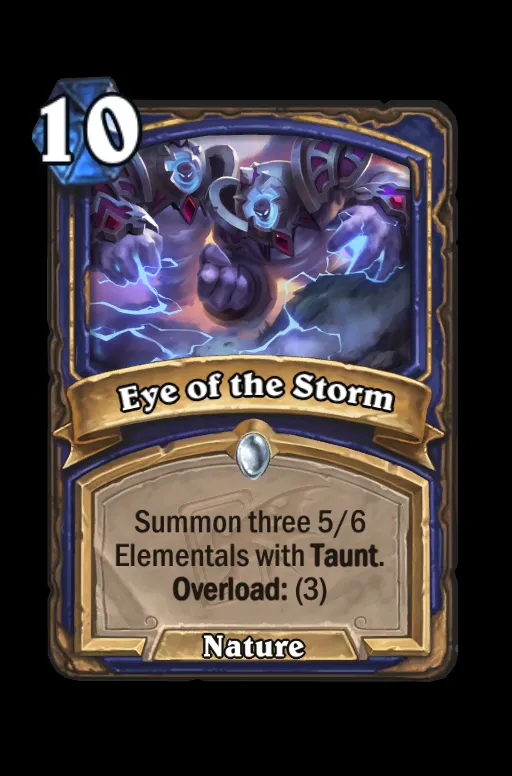 10
Eye of the Storm
Summon three 5/6
Elementals with Taunt.
Overload: (3)
Nature